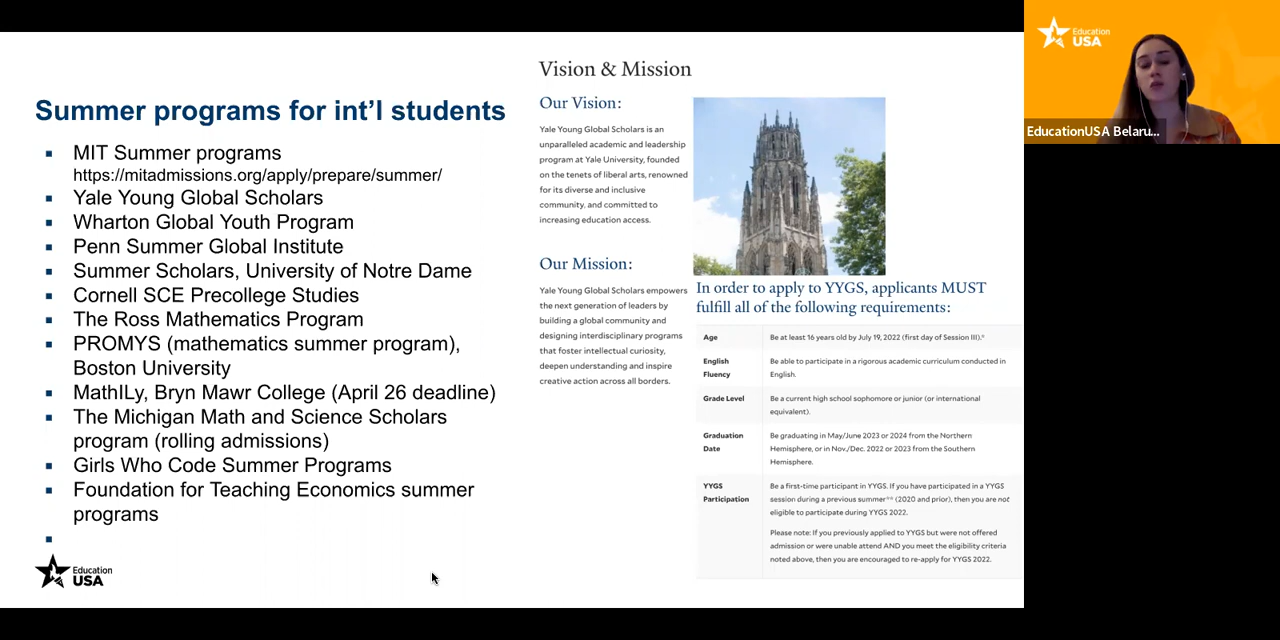 Summer programs for int'l students
MIT Summer programs
https://mitadmissions.org/apply/prepare/summer/
Yale Young Global Scholars
Wharton Global Youth Program
Penn Summer Global Institute
Summer Scholars, University of Notre Dame
Cornell SCE Precollege Studies
The Ross Mathematics Program
PROMYS (mathematics summer program),
Boston University
MathILy, Bryn Mawr College (April 26 deadline)
The Michigan Math and Science Scholars
program (rolling admissions)
Girls Who Code Summer Programs
Foundation for Teaching Economics summer
programs
Education
USA
Vision & Mission
Our Vision:
Yale Young Global Scholars is an
unparalleled academic and leadership
program at Yale University, founded
on the tenets of liberal arts, renowned
for its diverse and inclusive
community, and committed to
increasing education access.
Our Mission:
Yale Young Global Scholars empowers
the next generation of leaders by
building a global community and
designing interdisciplinary programs
that foster intellectual curiosity,
deepen understanding and inspire
creative action across all borders.
In order to apply to YYGS, applicants MUST
fulfill all of the following requirements:
Age
Be at least 16 years old by July 19, 2022 (first day of Session III).*
English
Fluency
Be able to participate in a rigorous academic curriculum conducted in
English.
Grade Level
Be a current high school sophomore or junior (or international
equivalent).
Graduation
Date
Be graduating in May/June 2023 or 2024 from the Northern
Hemisphere, or in Nov./Dec. 2022 or 2023 from the Southern
Hemisphere.
YYGS
Participation
Be a first-time participant in YYGS. If you have participated in a YYGS
session during a previous summer** (2020 and prior), then you are not
eligible to participate during YYGS 2022.
Please note: If you previously applied to YYGS but were not offered
admission or were unable attend AND you meet the eligibility criteria
noted above, then you are encouraged to re-apply for YYGS 2022.
Education
USA
EducationUSA Belaru...